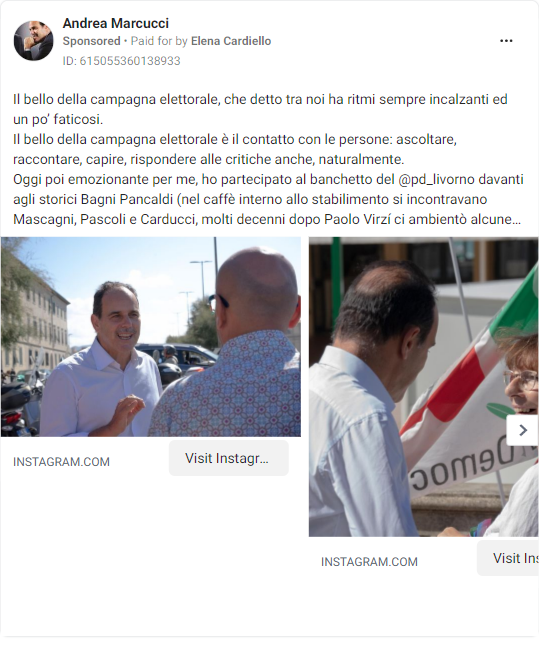 Andrea Marcucci
Sponsored • Paid for by Elena Cardiello
ID: 615055360138933
Il bello della campagna elettorale, che detto tra noi ha ritmi sempre incalzanti ed
un po’ faticosi.
Il bello della campagna elettorale è il contatto con le persone: ascoltare,
raccontare, capire, rispondere alle critiche anche, naturalmente.
Oggi poi emozionante per me, ho partecipato al banchetto del @pd_livorno davanti
agli storici Bagni Pancaldi (nel caffè interno allo stabilimento si incontravano
Mascagni, Pascoli e Carducci, molti decenni dopo Paolo Virzí ci ambientò alcune...
Democ
INSTAGRAM.COM
Visit Instagr...
INSTAGRAM.COM
Visit Ins